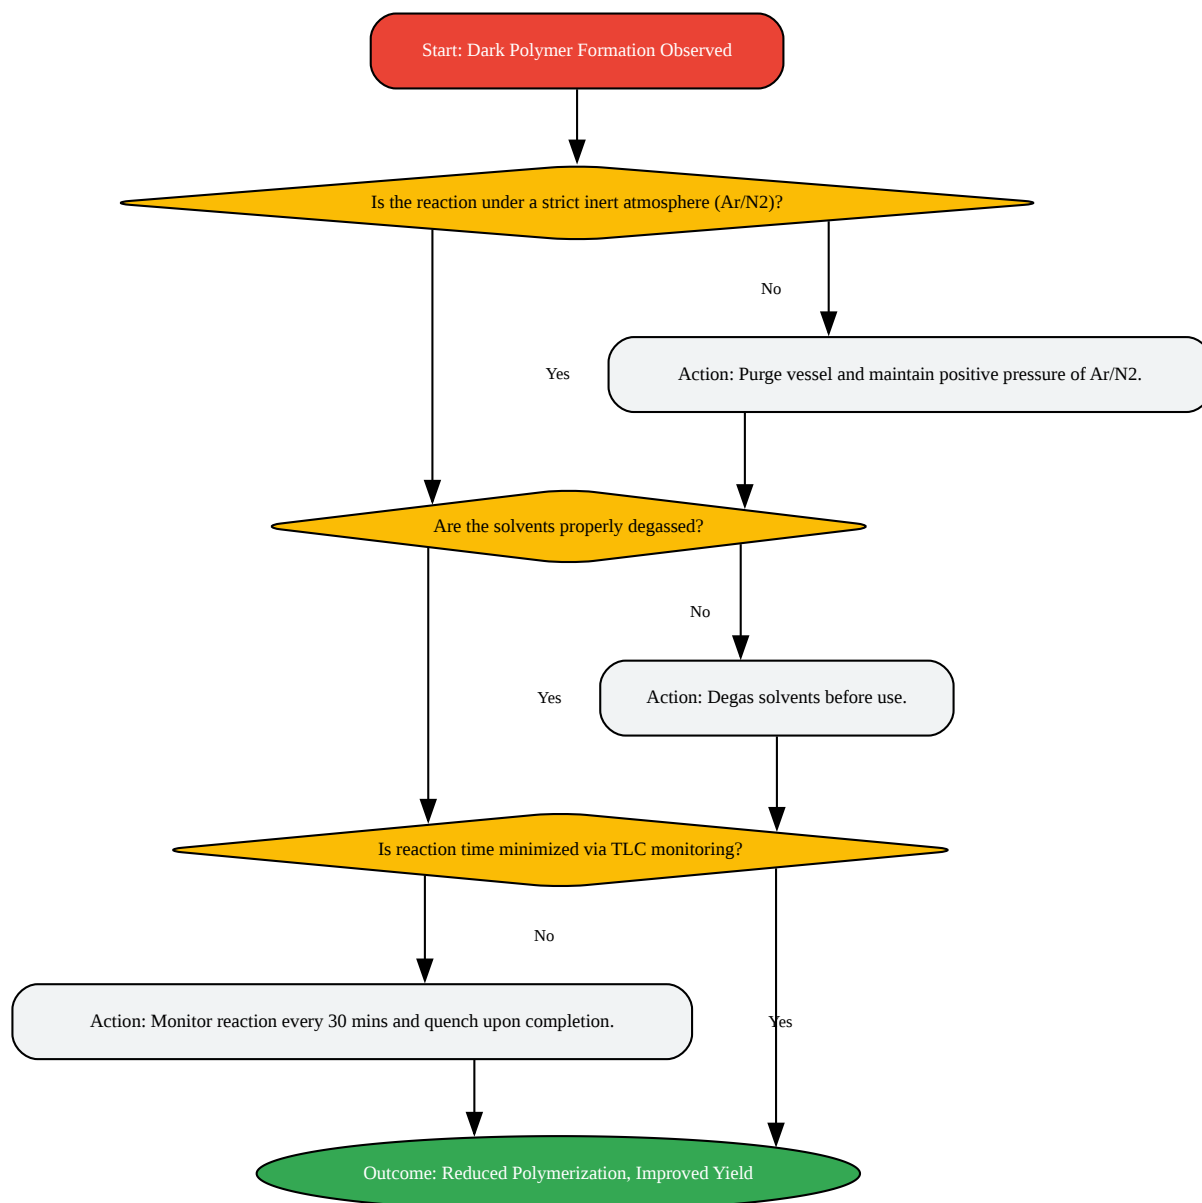 Start: Dark Polymer Formation Observed
Is the reaction under a strict inert atmosphere (Ar/N2)?
No
Yes
Action: Purge vessel and maintain positive pressure of Ar/N2.
Are the solvents properly degassed?
No
Yes
Action: Degas solvents before use.
Is reaction time minimized via TLC monitoring?
No
Action: Monitor reaction every 30 mins and quench upon completion.
Yes
Outcome: Reduced Polymerization, Improved Yield